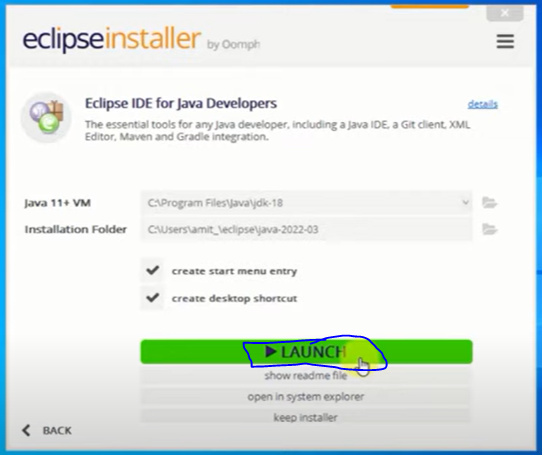 eclipseinstaller by Oomph
Eclipse IDE for Java Developers
details
The essential tools for any Java developer, including a Java IDE, a Git client, XML
Editor, Maven and Gradle integration.
Java 11+ VM
C:\Program Files\Java\jdk-18
Installation Folder
C:\Users\amit_\eclipse\java-2022-03
create start menu entry
create desktop shortcut
LAUNCH
show readme file
open in system explorer
keep installer
BACK